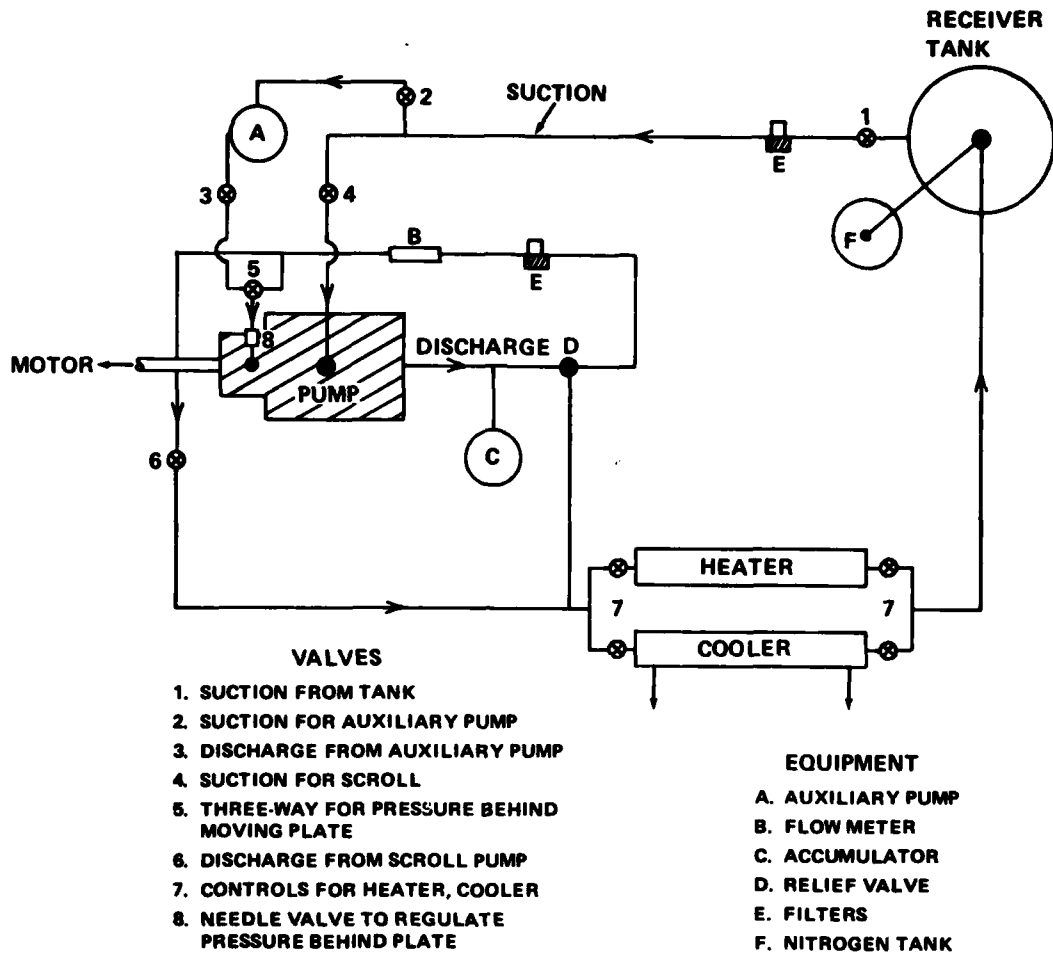 RECEIVER
TANK
2
SUCTION
1
A
E
3
4
F
B
5
E
8
DISCHARGE D
MOTOR
PUMP
6
C
HEATER
7
7
COOLER
VALVES
1. SUCTION FROM TANK
2. SUCTION FOR AUXILIARY PUMP
3. DISCHARGE FROM AUXILIARY PUMP
4. SUCTION FOR SCROLL
5. THREE-WAY FOR PRESSURE BEHIND
MOVING PLATE
6. DISCHARGE FROM SCROLL PUMP
7. CONTROLS FOR HEATER, COOLER
8. NEEDLE VALVE TO REGULATE
PRESSURE BEHIND PLATE
EQUIPMENT
A. AUXILIARY PUMP
B. FLOW METER
C. ACCUMULATOR
D. RELIEF VALVE
E. FILTERS
F. NITROGEN TANK